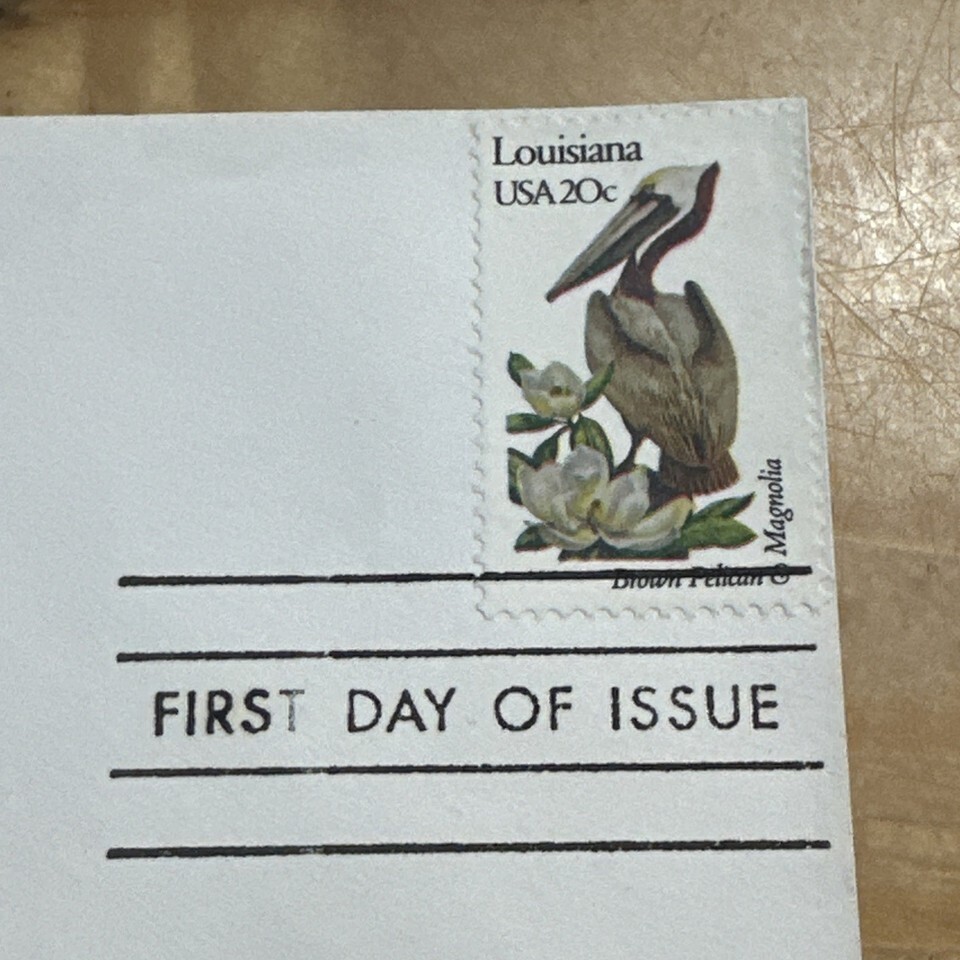 Louisiana
USA 20c
Brown Pelican & Magnolia
FIRST DAY OF ISSUE